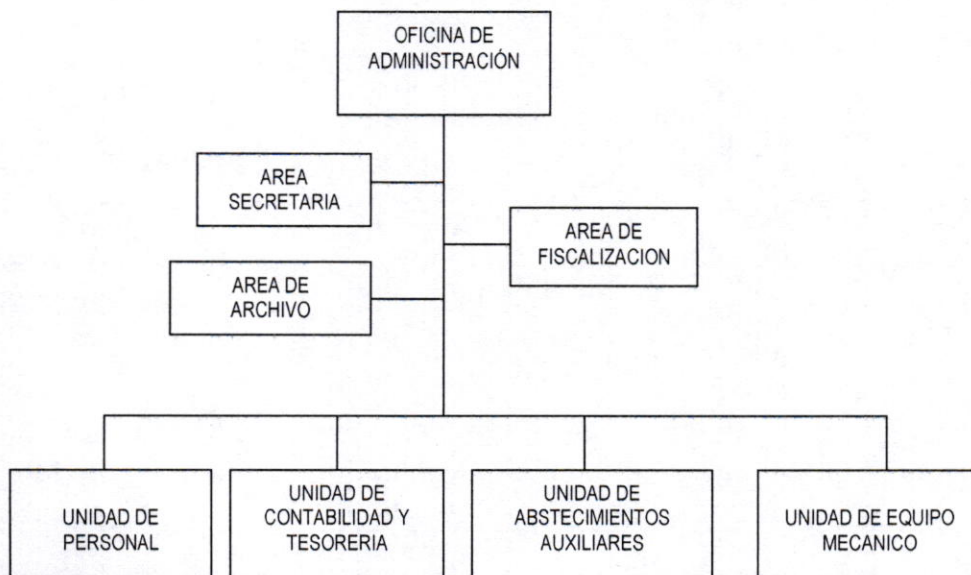 OFICINA DE
ADMINISTRACIÓN
AREA
SECRETARIA
AREA DE
FISCALIZACION
AREA DE
ARCHIVO
UNIDAD DE
PERSONAL
UNIDAD DE
CONTABILIDAD Y
TESORERIA
UNIDAD DE
ABSTECIMIENTOS
AUXILIARES
UNIDAD DE EQUIPO
MECANICO